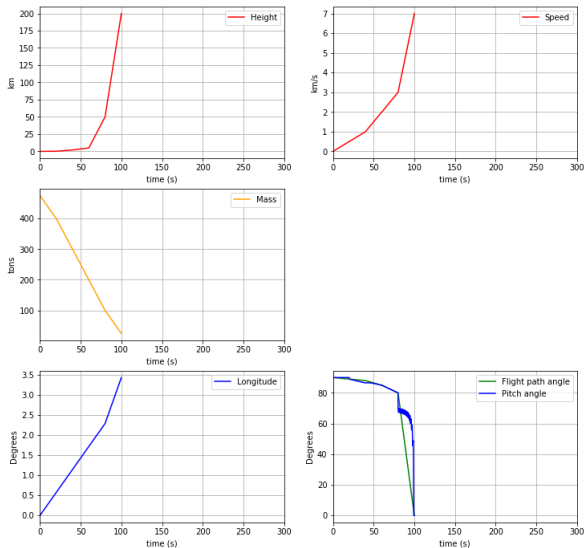 200
175
150
125
100
75
50
25
0
km
Height
0 50 100 150 200 250 300
time (s)
7
6
5
4
3
2
1
0
km/s
Speed
0 50 100 150 200 250 300
time (s)
400
300
200
100
tons
Mass
0 50 100 150 200 250 300
time (s)
3.5
3.0
2.5
2.0
1.5
1.0
0.5
0.0
Degrees
Longitude
0 50 100 150 200 250 300
time (s)
80
60
40
20
0
Degrees
Flight path angle
Pitch angle
0 50 100 150 200 250 300
time (s)